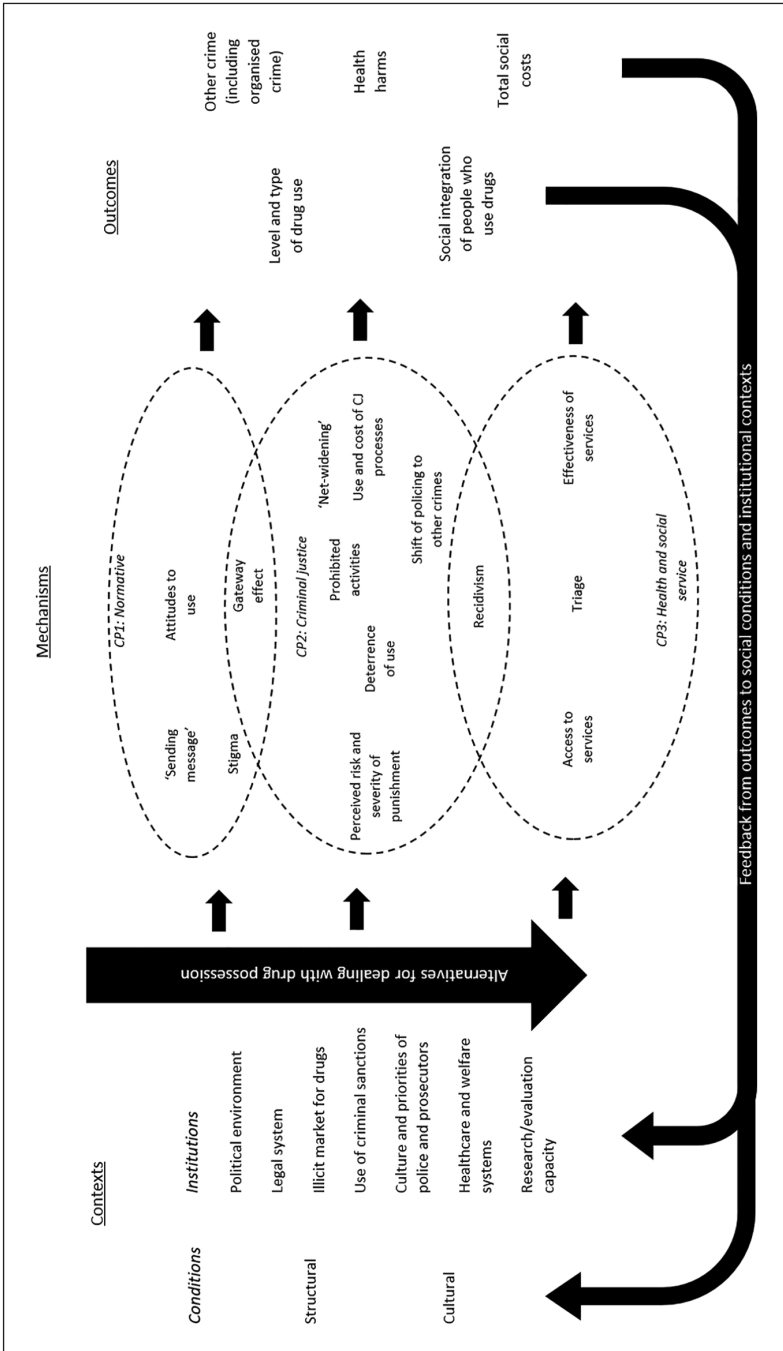 Contexts
Conditions
Structural
Cultural
Institutions
Political environment
Legal system
Illicit market for drugs
Use of criminal sanctions
Culture and priorities of
police and prosecutors
Healthcare and welfare
systems
Research/evaluation
capacity
Alternatives for dealing with drug possession
Mechanisms
CP1: Normative
'Sending
message'
Attitudes to
use
Stigma
Gateway
effect
CP2: Criminal justice
Perceived risk and
severity of
punishment
Deterrence
of use
Prohibited
activities
'Net-widening'
Use and cost of CJ
processes
Shift of policing to
other crimes
Recidivism
Access to
services
Triage
Effectiveness of
services
CP3: Health and social
service
Outcomes
Level and type
of drug use
Social integration
of people who
use drugs
Other crime
(including
organised
crime)
Health
harms
Total social
costs
Feedback from outcomes to social conditions and institutional contexts